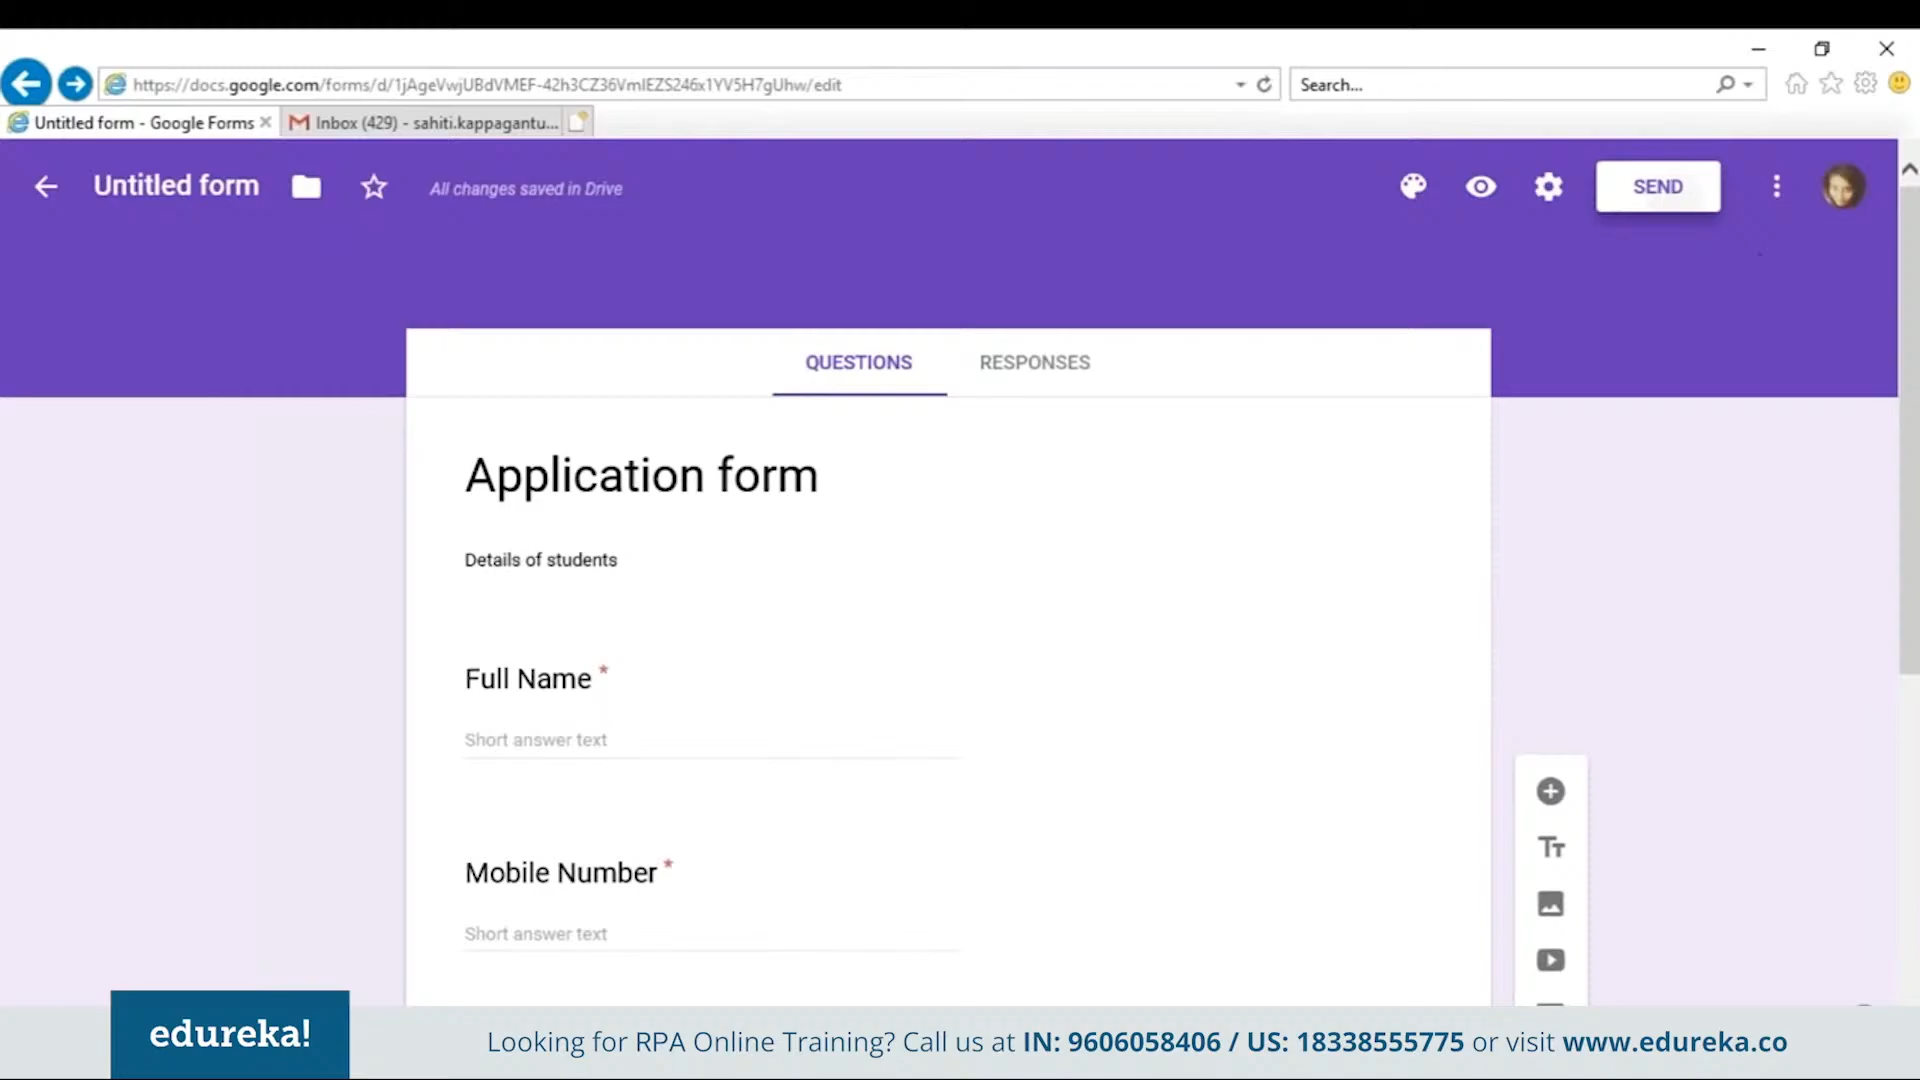 https://docs.google.com/forms/d/1jAgeVwjUBdVMEF-42h3CZ36VmIEZS246x1YV5H7gUhw/edit
Search...
Untitled form - Google Forms
Inbox (429) - sahiti.kappagantu...
Untitled form
All changes saved in Drive
SEND
QUESTIONS
RESPONSES
Application form
Details of students
Full Name *
Short answer text
Mobile Number *
Short answer text
Tт
edureka!
Looking for RPA Online Training? Call us at IN: 9606058406 / US: 18338555775 or visit www.edureka.co